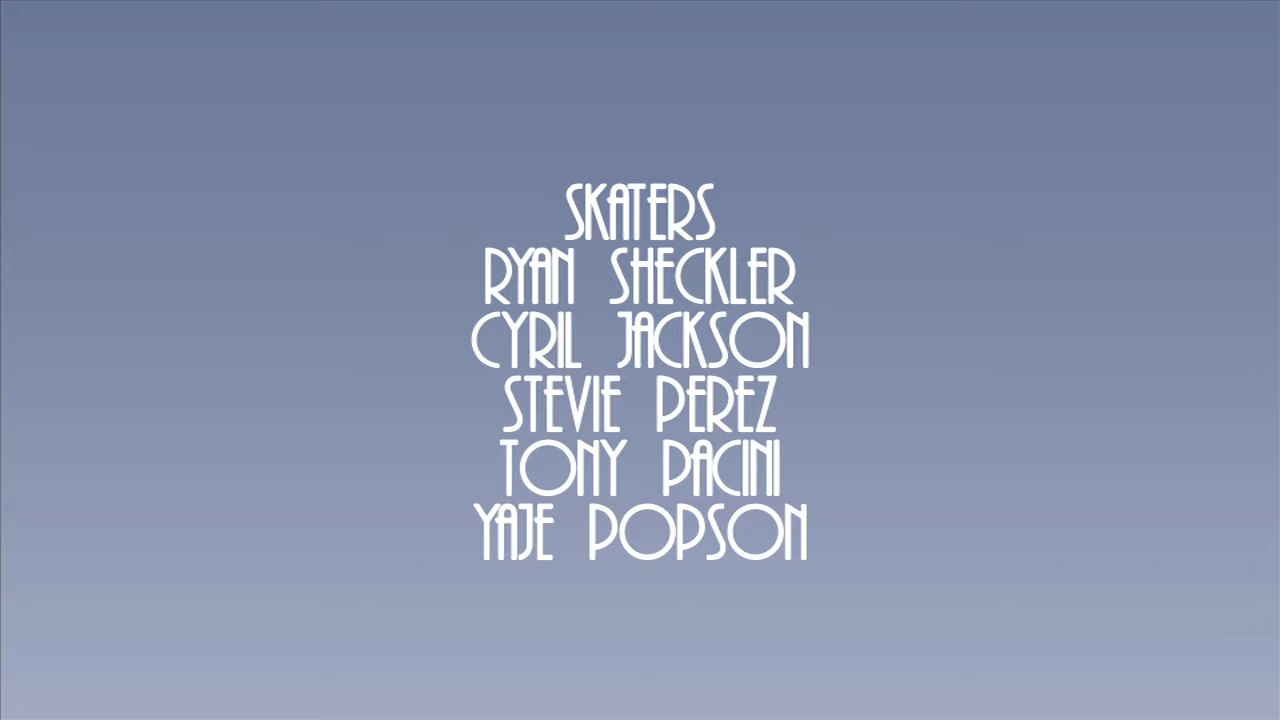 SKATERS
RYAN SHECKLER
CYRIL JACKSON
STEVIE PEREZ
TONY PACINI
YAJE POPSON